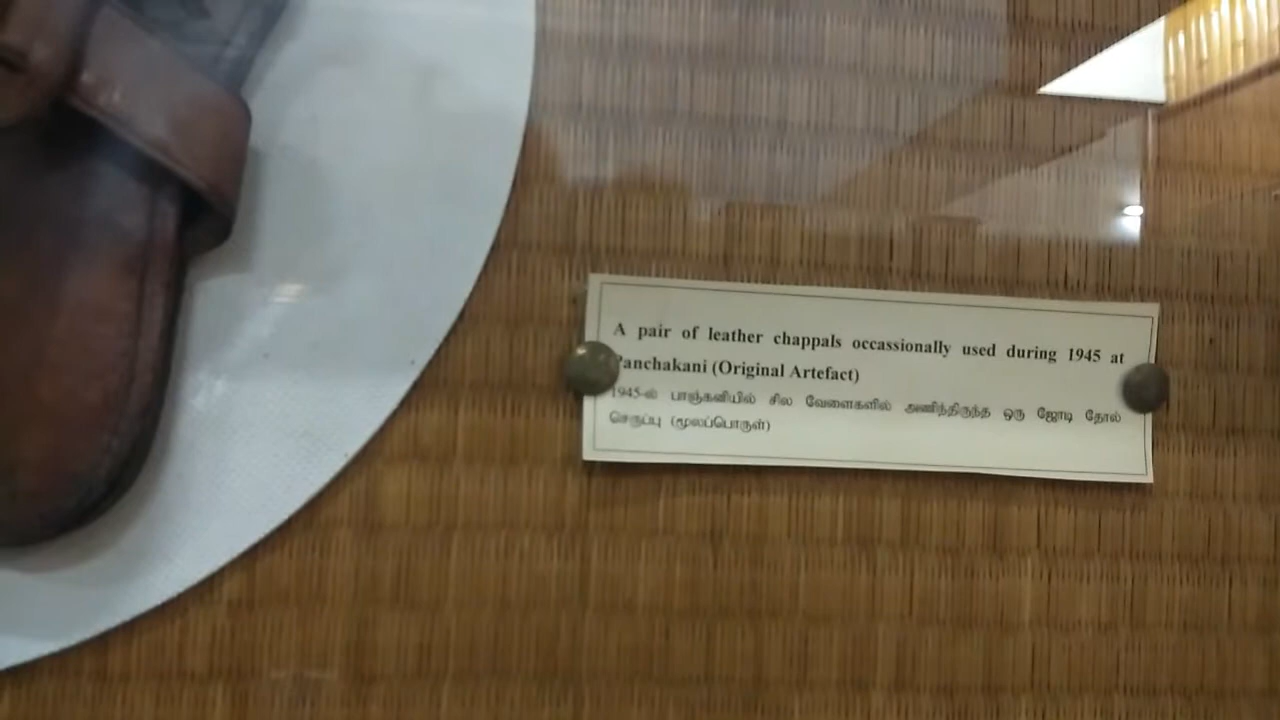 A pair of leather chappals occassionally used during 1945 at
Panchakani (Original Artefact)
1945-ல் பாஞ்கனியில் சில வேளைகளில் அணிந்திருந்த ஒரு ஜோடி தோல்
செருப்பு (மூலப்பொருள்)